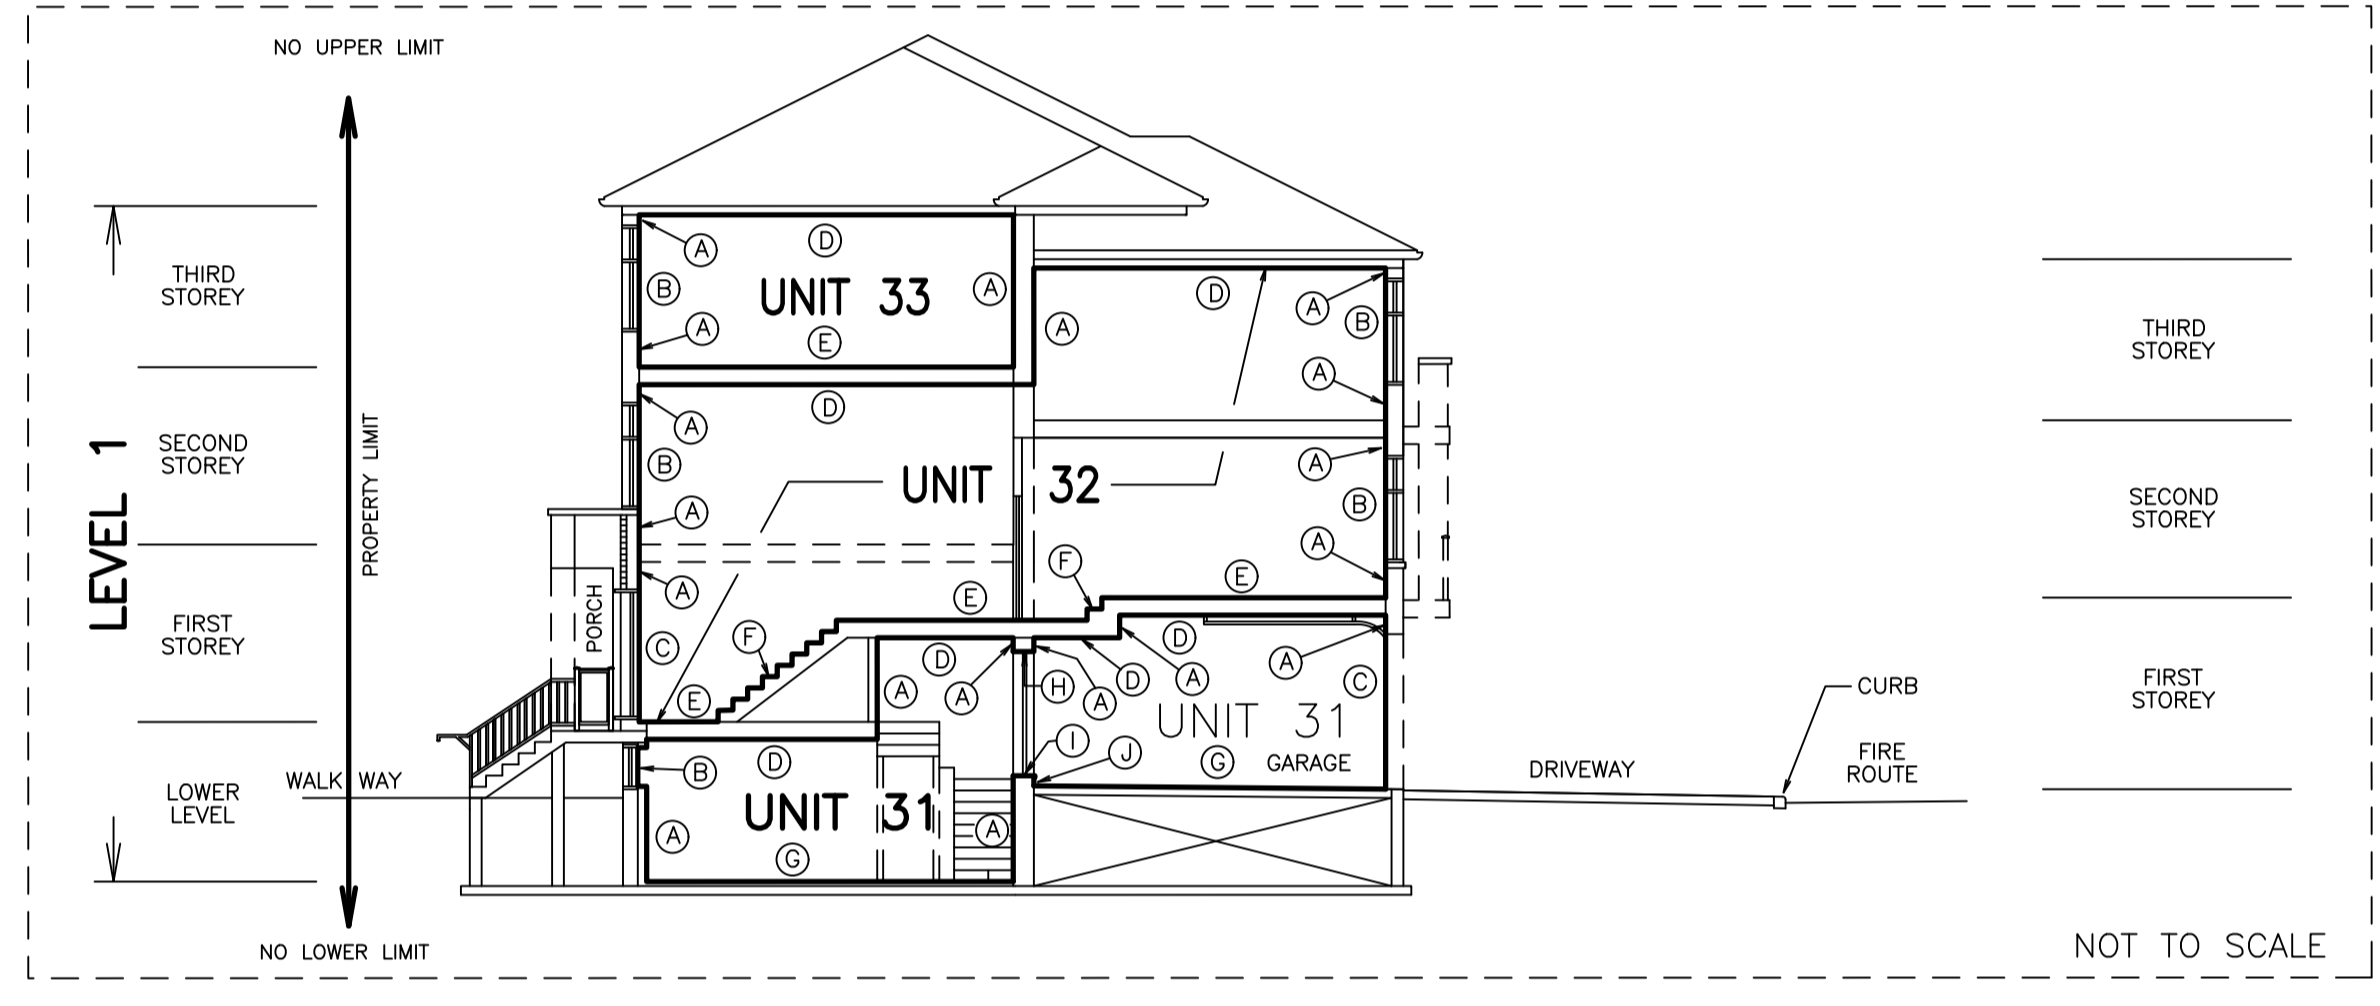 NO UPPER LIMIT
LEVEL 1
THIRD
STOREY
SECOND
STOREY
FIRST
STOREY
LOWER
LEVEL
PROPERTY LIMIT
WALK WAY
NO LOWER LIMIT
PORCH
A
D
B
UNIT 33
A
A
E
D
A
A
B
A
D
A
B
UNIT 32
A
B
A
A
F
E
A
E
C
F
E
D
A
A
H
A
D
A
D
A
C
UNIT 31
GARAGE
G
I
J
B
D
UNIT 31
A
A
G
DRIVEWAY
CURB
FIRE
ROUTE
THIRD
STOREY
SECOND
STOREY
FIRST
STOREY
NOT TO SCALE